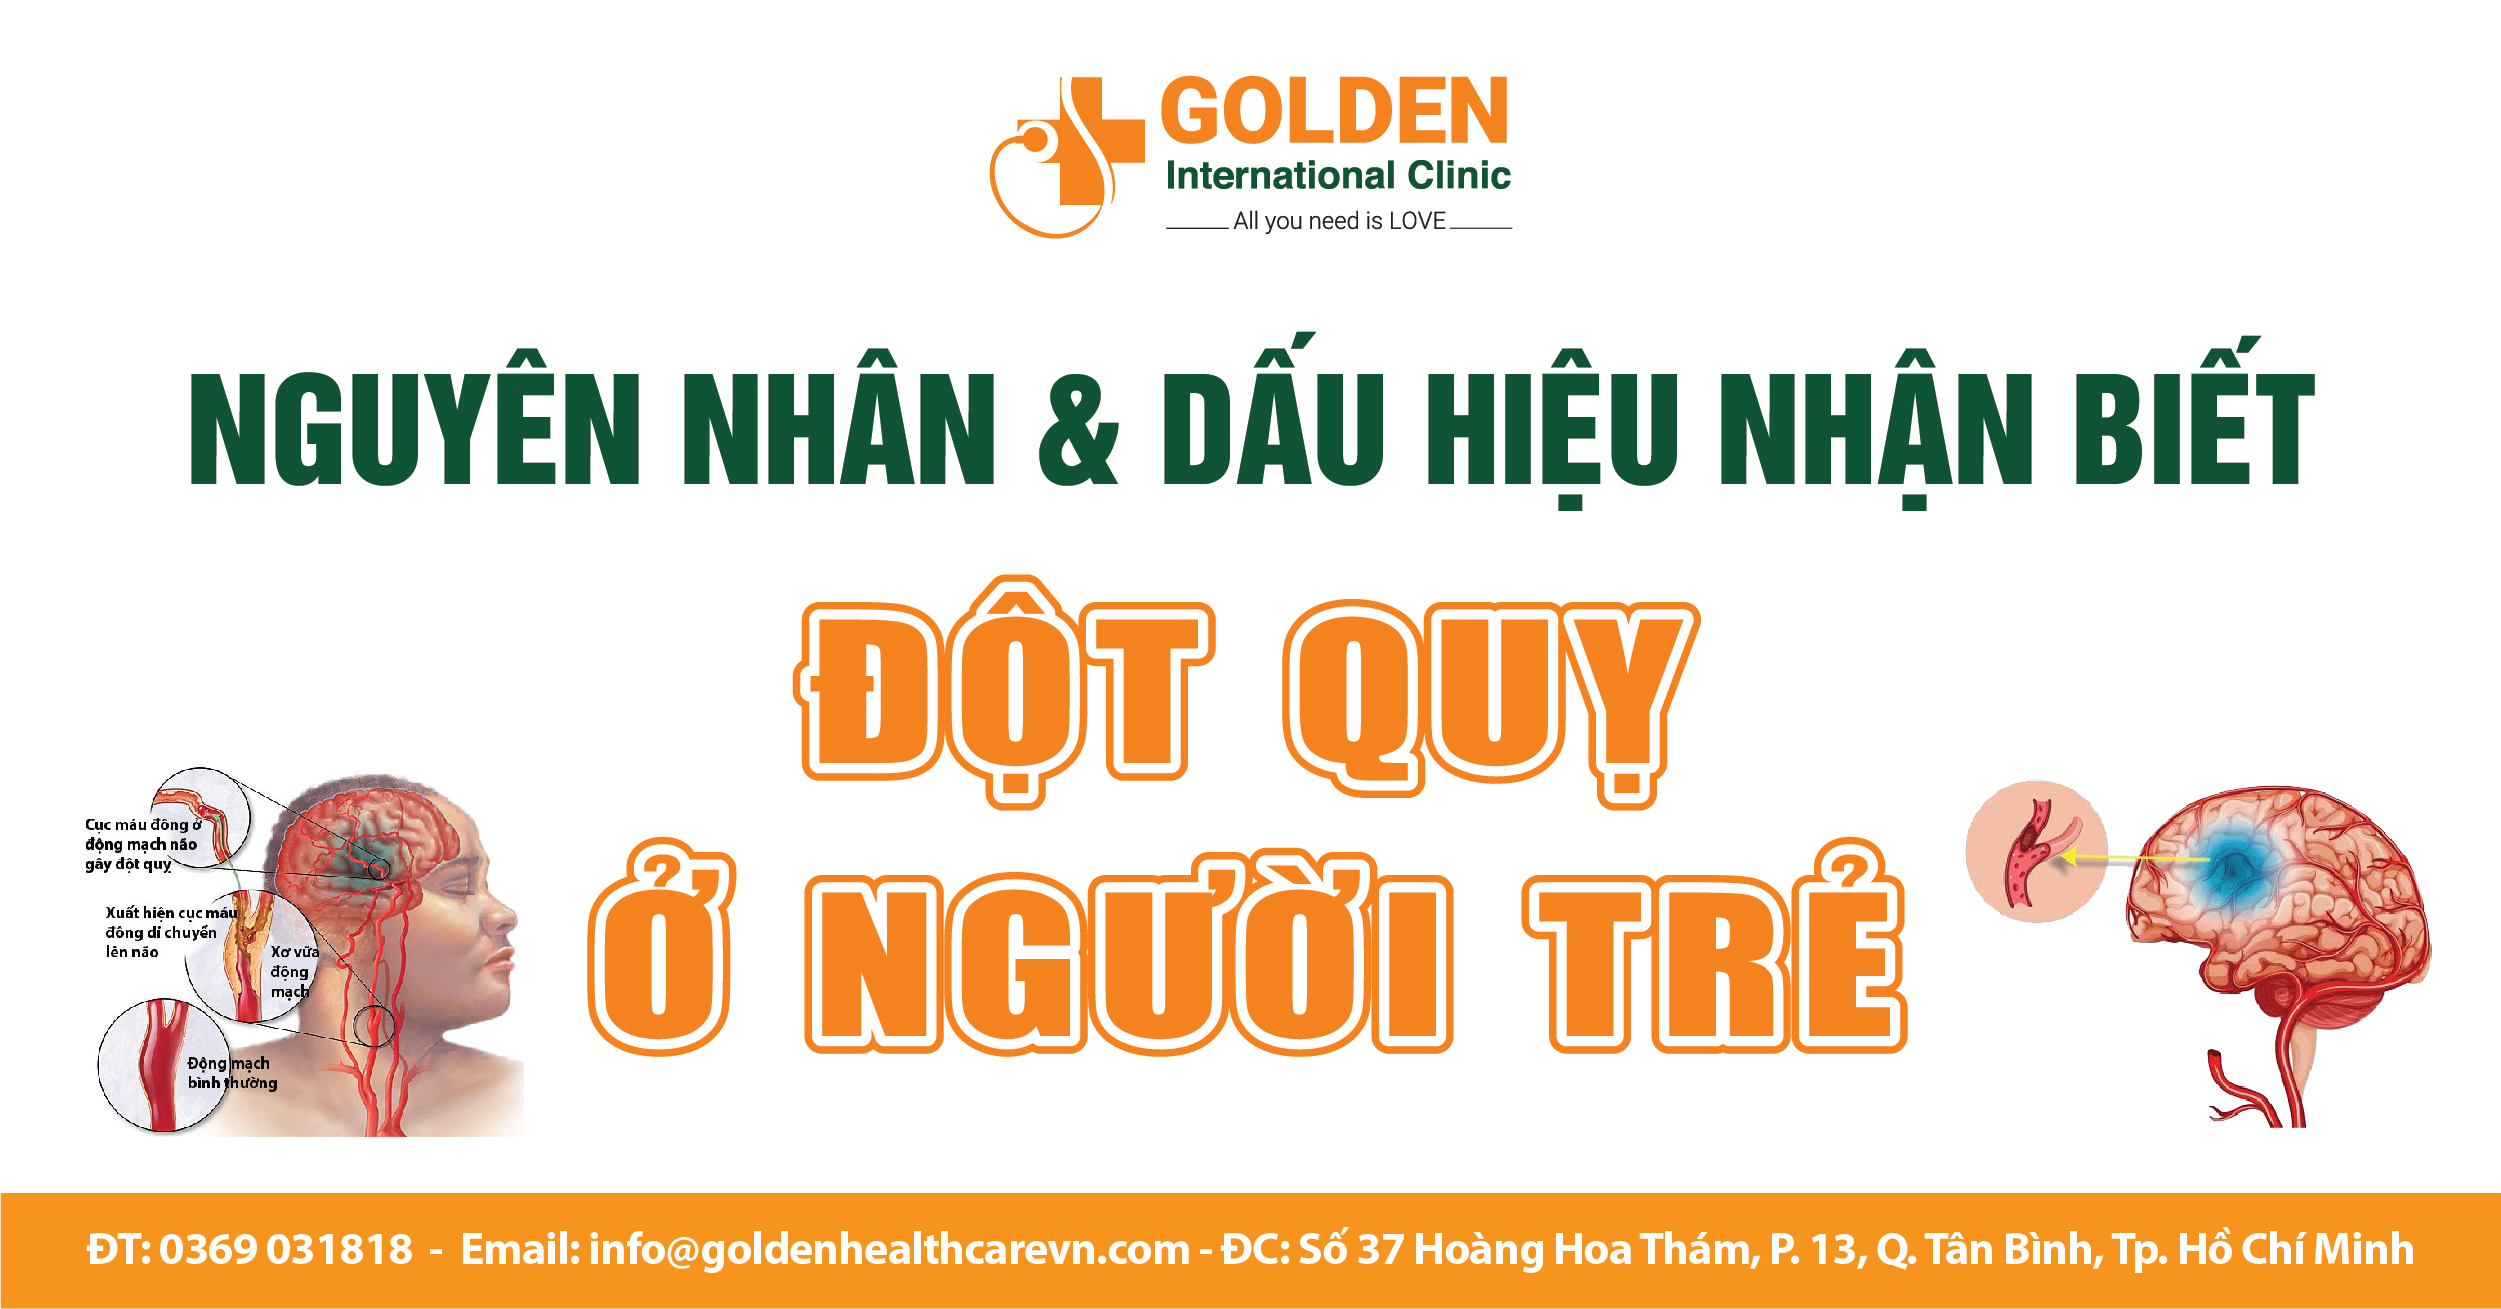 GOLDEN
International Clinic
All you need is LOVE
NGUYÊN NHÂN & DẤU HIỆU NHẬN BIẾT
ĐỘT QUỴ
Ở NGƯỜI TRẺ
Cục máu đông ở
động mạch não
gây đột quỵ
Xuất hiện cục máu
đông di chuyển
lên não
Xơ vữa
động
mạch
Động mạch
bình thường
ĐT: 0369 031818 - Email: info@goldenhealthcarevn.com - ĐC: Số 37 Hoàng Hoa Thám, P. 13, Q. Tân Bình, Tp. Hồ Chí Minh